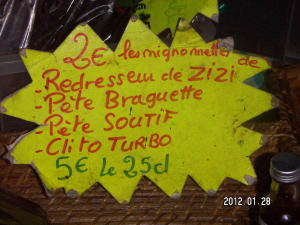 2€ les mignonnettes de
- Redresseur de ZIZI
- Pète Braguette
- Pète SOUTIF
- Clito TURBO
5€ le 25cl
2012.01.28